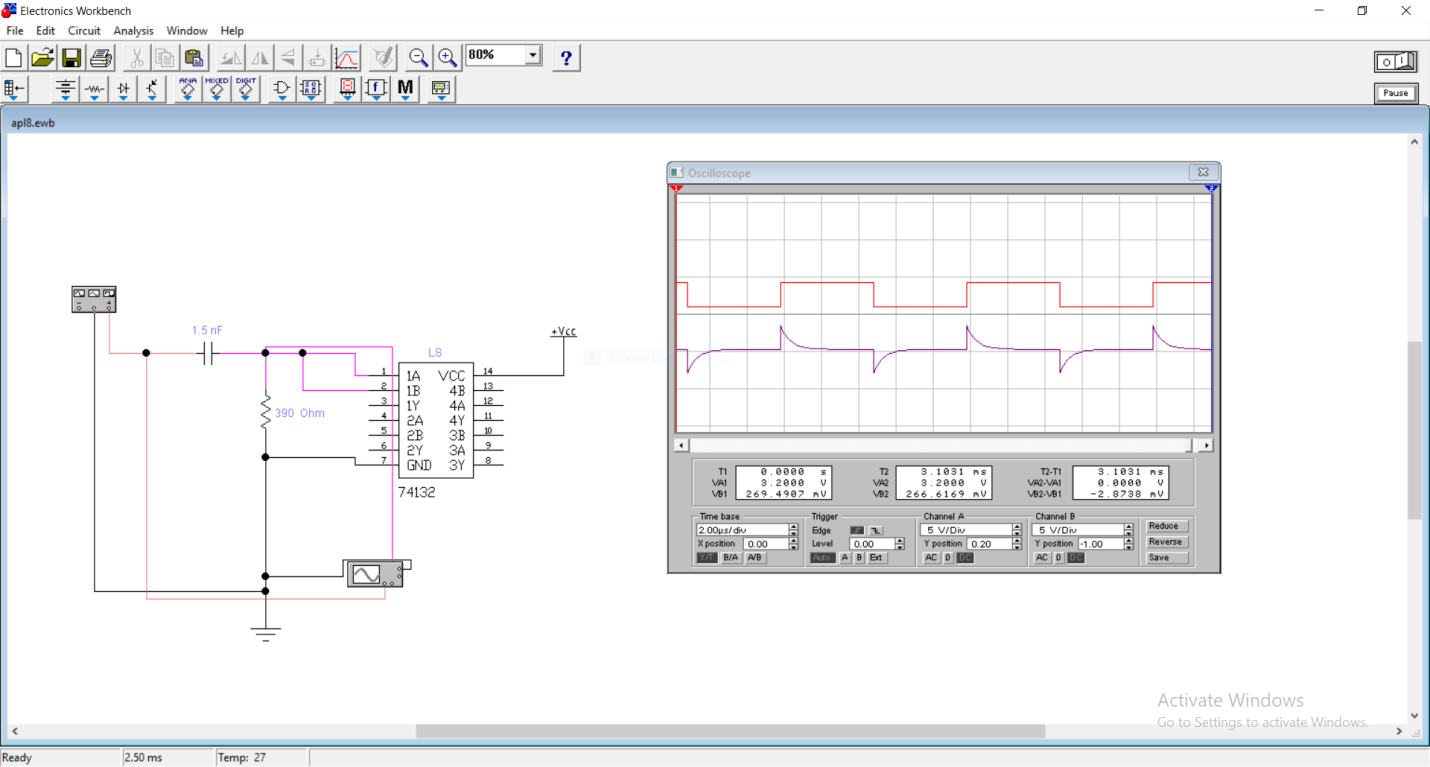 Electronics Workbench
File Edit Circuit Analysis Window Help
80%
?
ANA MIXED DIGIT
M
Pause
apl8.ewb
Oscilloscope
1 2
1.5 nF
390 Ohm
+Vcc
LS
1 1A VCC 14
2 1B 4B 13
3 1Y 4A 12
4 2A 4Y 11
5 2B 3B 10
6 2Y 3A 9
7 GND 3Y 8
74132
T1 0.0000 s T2 3.1031 ms T2-T1 3.1031 ms
VA1 3.2000 V VA2 3.2000 V VA2-VA1 0.0000 V
VB1 269.4907 mV VB2 266.6169 mV VB2-VB1 -2.8738 mV
Time base Trigger Channel A Channel B
2.00µs/div Edge 5 V/Div 5 V/Div Reduce
X position 0.00 Level 0.00 Y position 0.20 Y position -1.00 Reverse
Y/T B/A A/B Auto A B Ext AC 0 DC AC 0 DC Save
Activate Windows
Go to Settings to activate Windows.
Ready 2.50 ms Temp: 27